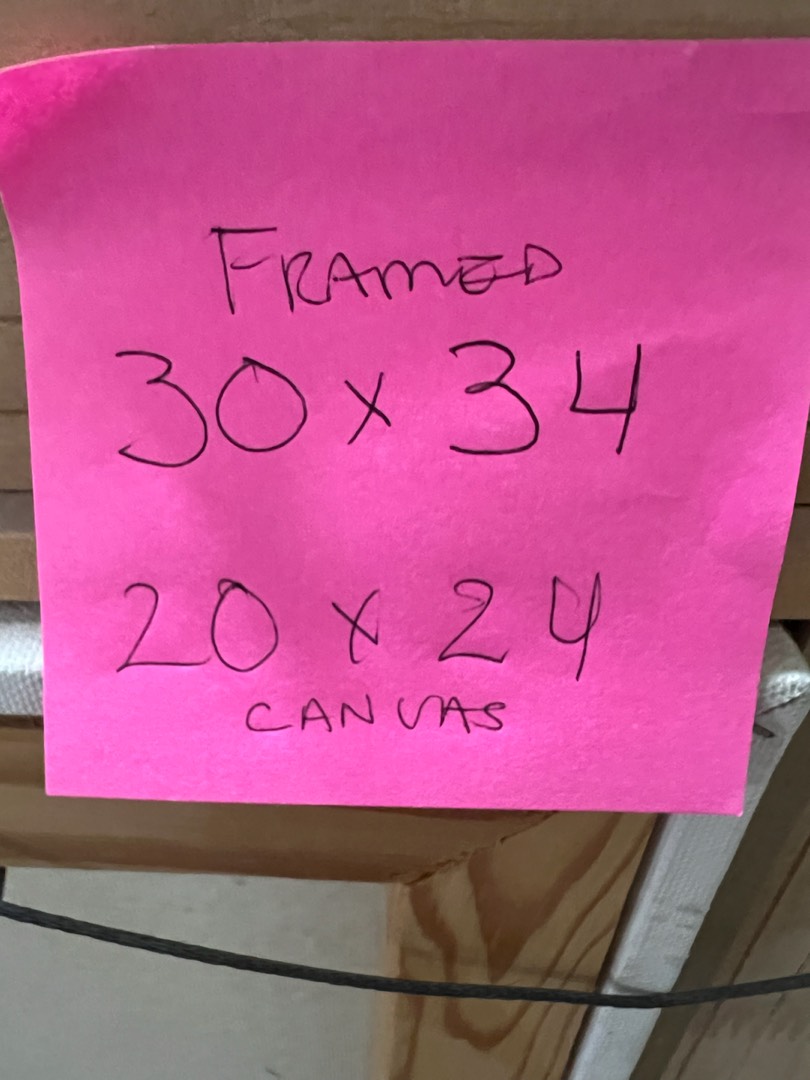 FRAMED
30 x 34
20 x 24
CANVAS